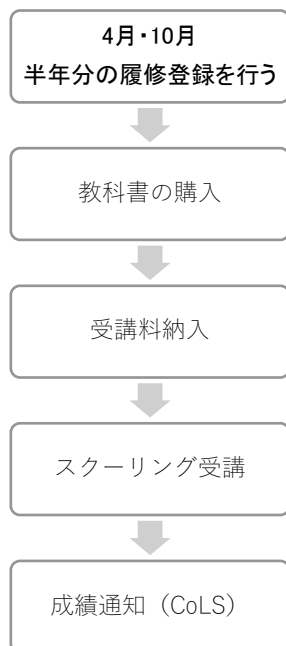 4月・10月
半年分の履修登録を行う
教科書の購入
受講料納入
スクーリング受講
成績通知（CoLS）